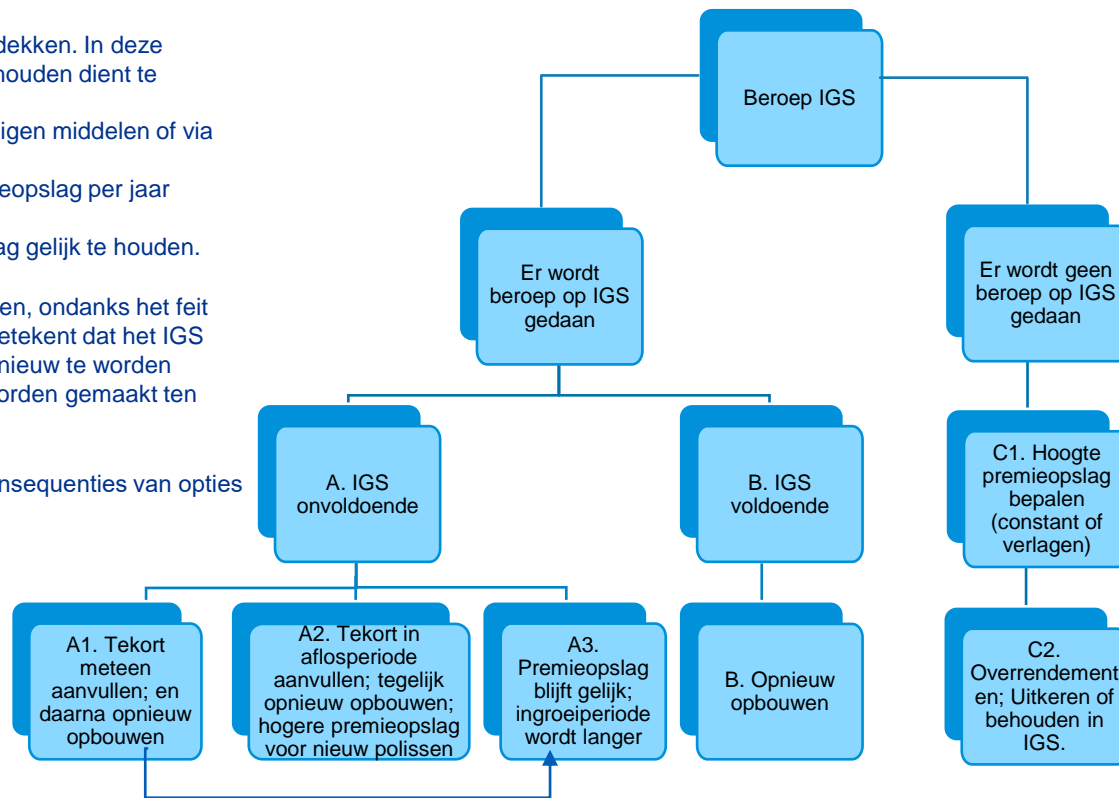 dekken. In deze
houden dient te
igen middelen of via
eopslag per jaar
ag gelijk te houden.
en, ondanks het feit
etekent dat het IGS
nieuw te worden
orden gemaakt ten
nsequenties van opties
Beroep IGS
Er wordt
beroep op IGS
gedaan
Er wordt geen
beroep op IGS
gedaan
A. IGS
onvoldoende
B. IGS
voldoende
C1. Hoogte
premieopslag
bepalen
(constant of
verlagen)
A1. Tekort
meteen
aanvullen; en
daarna opnieuw
opbouwen
A2. Tekort in
aflosperiode
aanvullen; tegelijk
opnieuw opbouwen;
hogere premieopslag
voor nieuw polissen
A3.
Premieopslag
blijft gelijk;
ingroeiperiode
wordt langer
B. Opnieuw
opbouwen
C2.
Overrendement
en; Uitkeren of
behouden in
IGS.